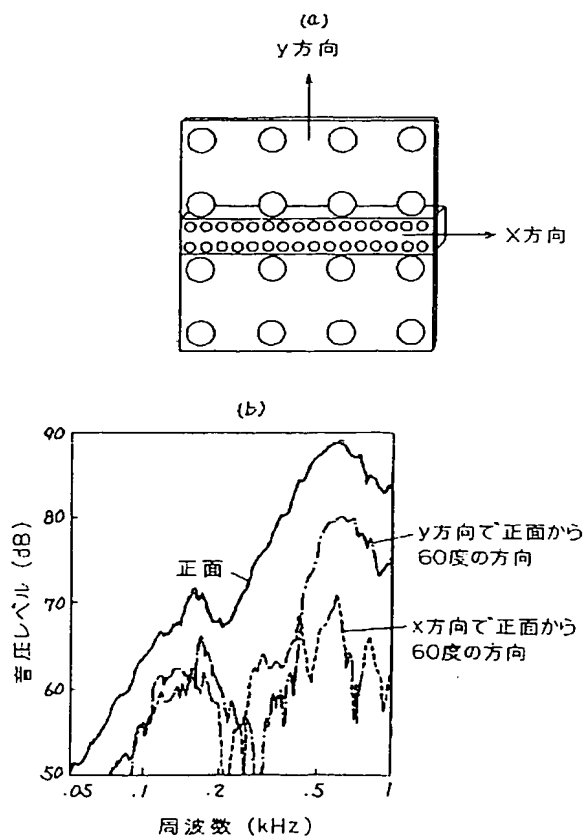 (a)
y方向
X方向
(b)
90
80
70
60
50
音圧レベル (dB)
正面
y方向で正面から
60度の方向
x方向で正面から
60度の方向
.05
.1
.2
.5
1
周波数 (kHz)